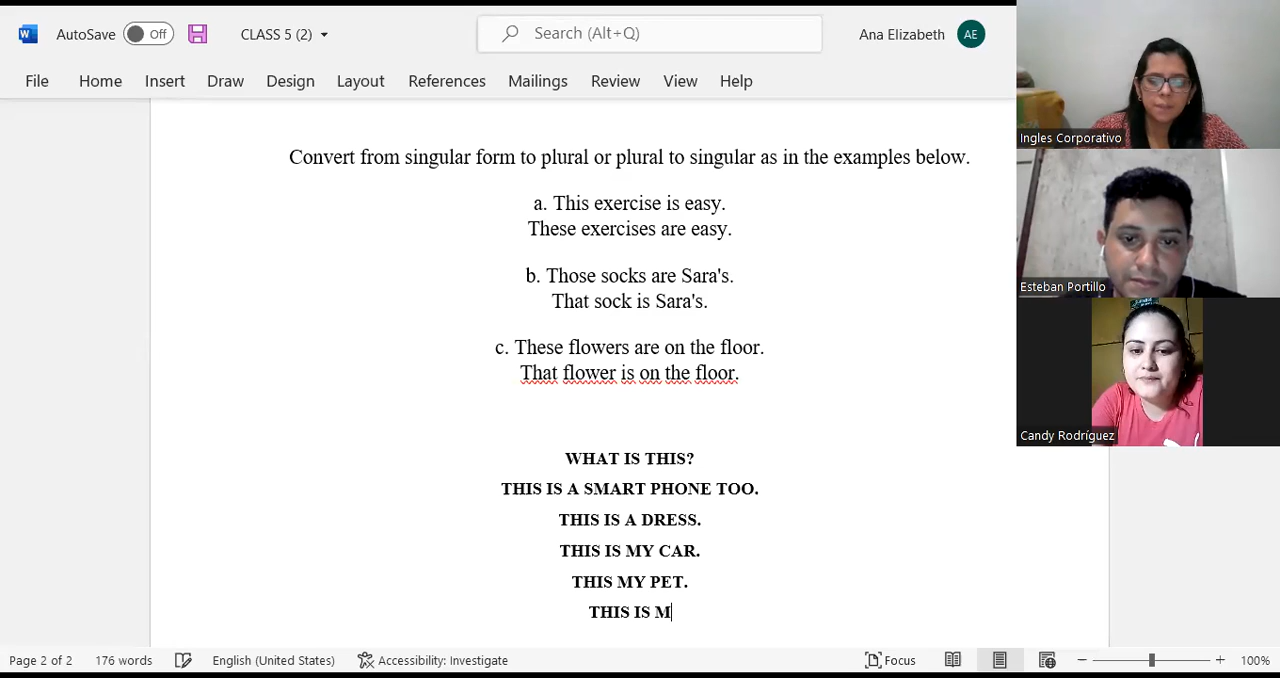 AutoSave Off CLASS 5 (2) Search (Alt+Q) Ana Elizabeth AE
File Home Insert Draw Design Layout References Mailings Review View Help
Convert from singular form to plural or plural to singular as in the examples below.
a. This exercise is easy.
These exercises are easy.
b. Those socks are Sara's.
That sock is Sara's.
c. These flowers are on the floor.
That flower is on the floor.
WHAT IS THIS?
THIS IS A SMART PHONE TOO.
THIS IS A DRESS.
THIS IS MY CAR.
THIS MY PET.
THIS IS M
Ingles Corporativo
Esteban Portillo
Candy Rodríguez
Page 2 of 2 176 words English (United States) Accessibility: Investigate Focus 100%